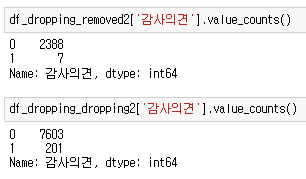 df_dropping_removed2['감사의견'].value_counts()
0    2388
1       7
Name: 감사의견, dtype: int64
df_dropping_dropping2['감사의견'].value_counts()
0    7603
1     201
Name: 감사의견, dtype: int64